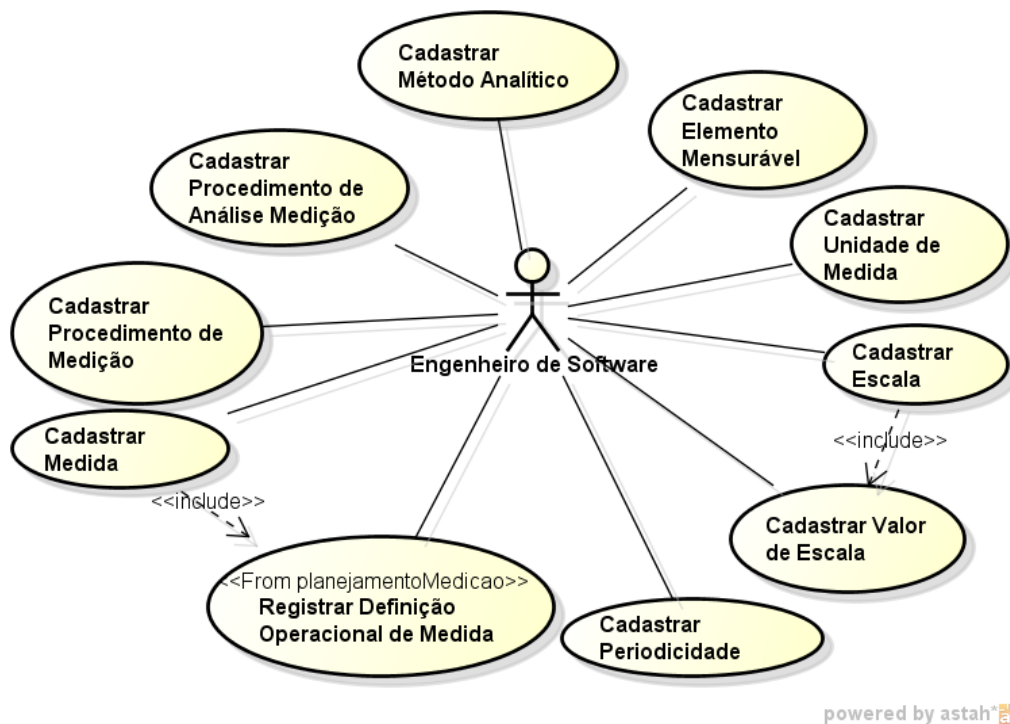 Cadastrar
Método Analítico
Cadastrar
Elemento
Mensurável
Cadastrar
Procedimento de
Análise Medição
Cadastrar
Unidade de
Medida
Cadastrar
Procedimento de
Medição
Engenheiro de Software
Cadastrar
Escala
Cadastrar
Medida
<<include>>
<<include>>
Cadastrar Valor
de Escala
<<From planejamentoMedicao>>
Registrar Definição
Operacional de Medida
Cadastrar
Periodicidade
powered by astah*